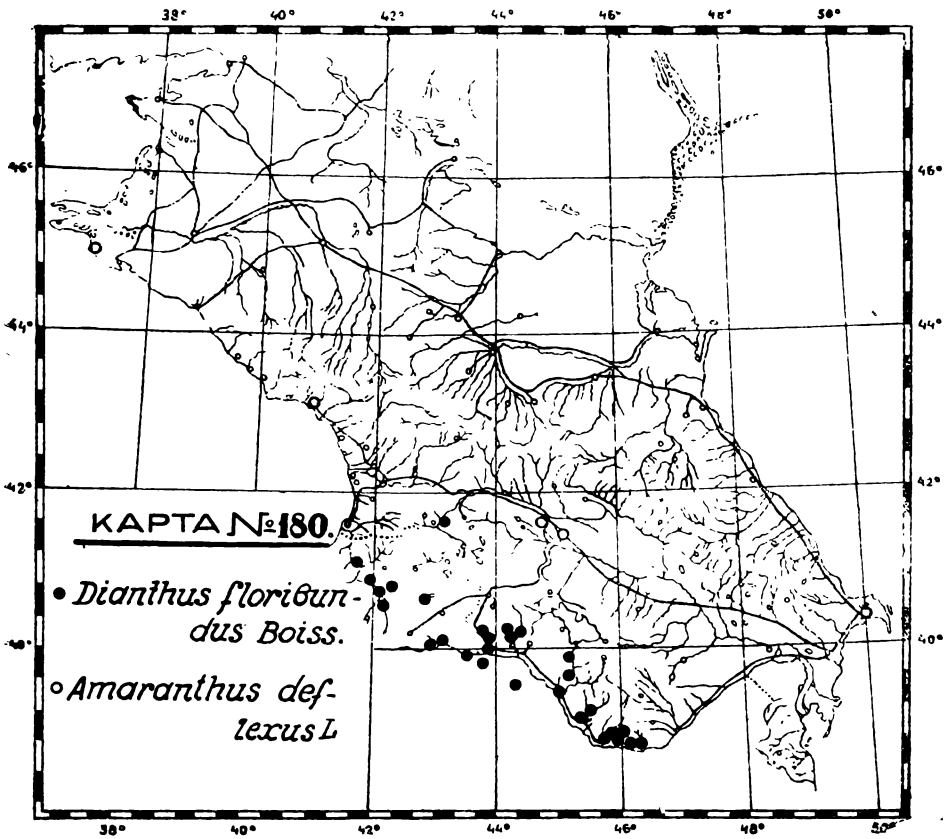 38° 40° 42° 44° 46° 48° 50°
46° 46°
44° 44°
42° 42°
КАРТА №180.
Dianthus floribun-
dus Boiss.
40° 40°
Amaranthus def-
lexus L
38° 40° 42° 44° 46° 48° 50°